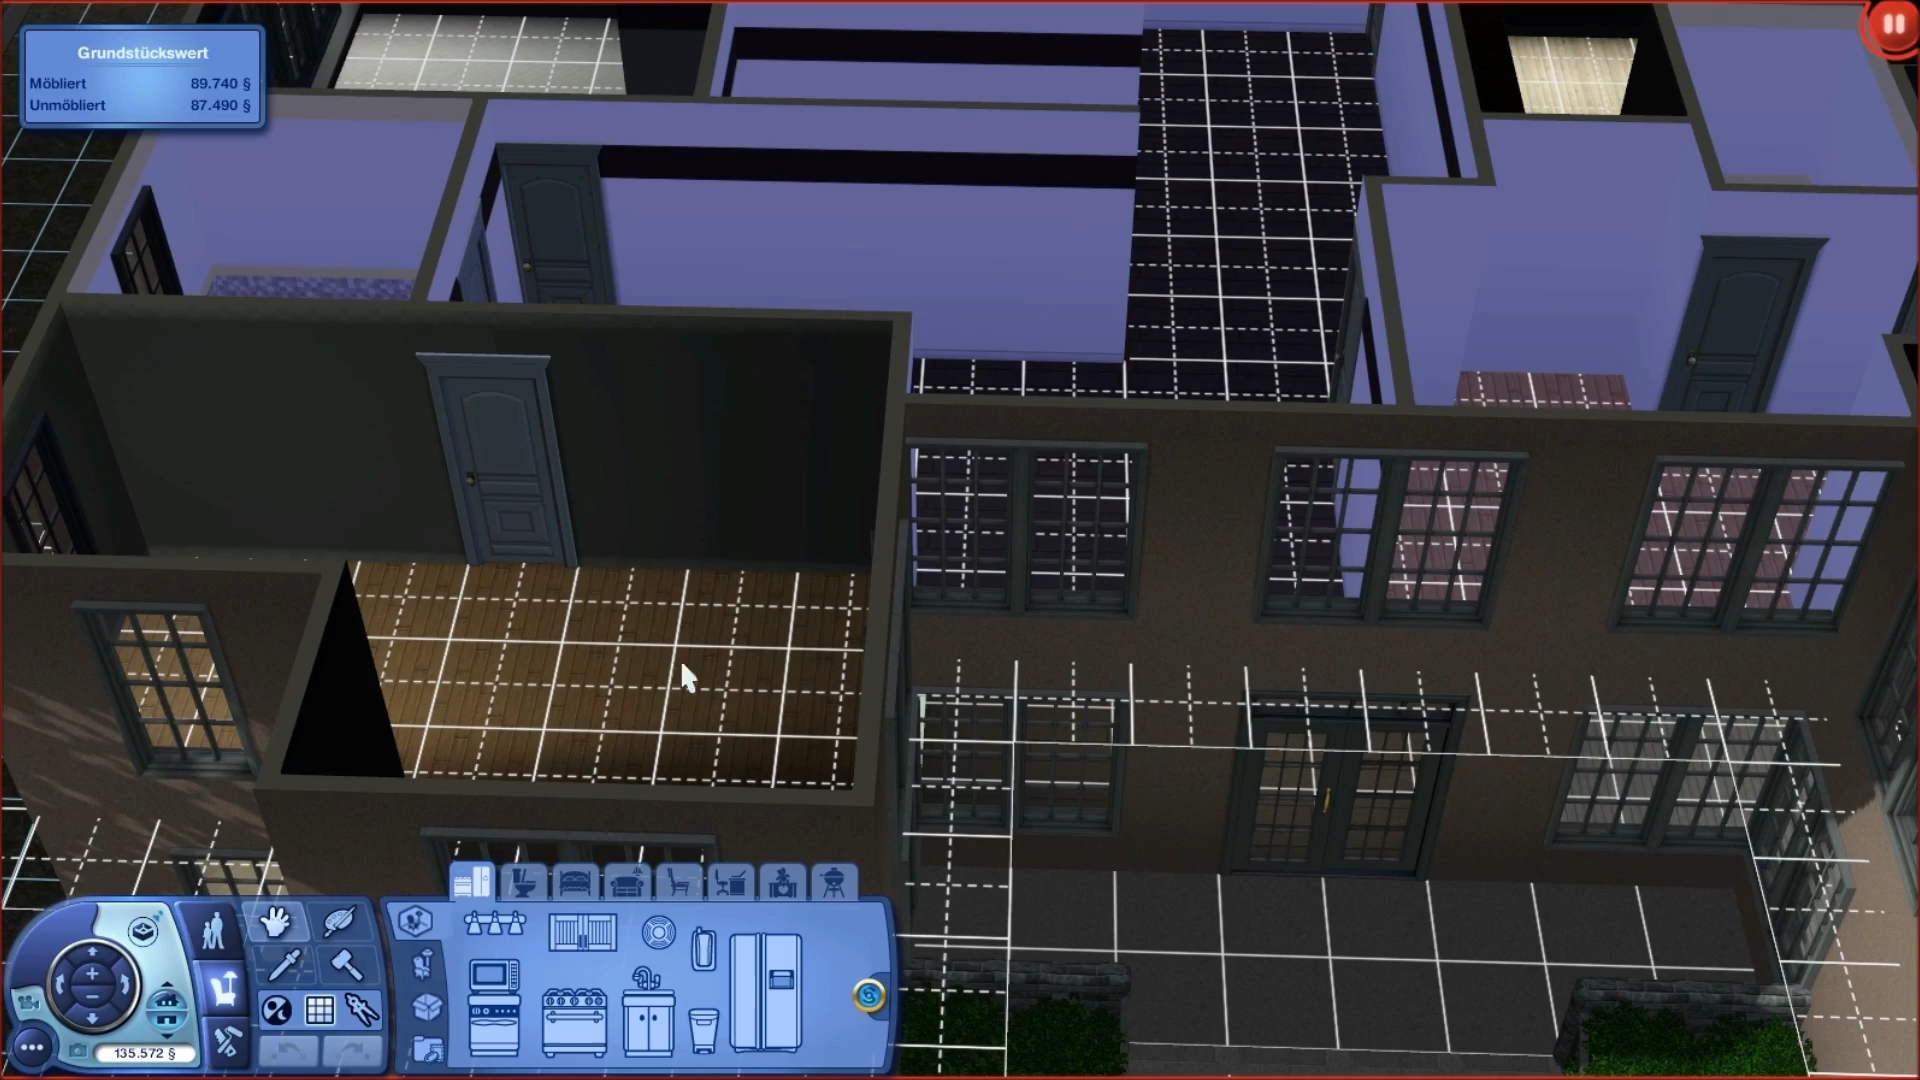 Grundstückswert
Möbliert 89.740 §
Unmöbliert 87.490 §
135.572 §